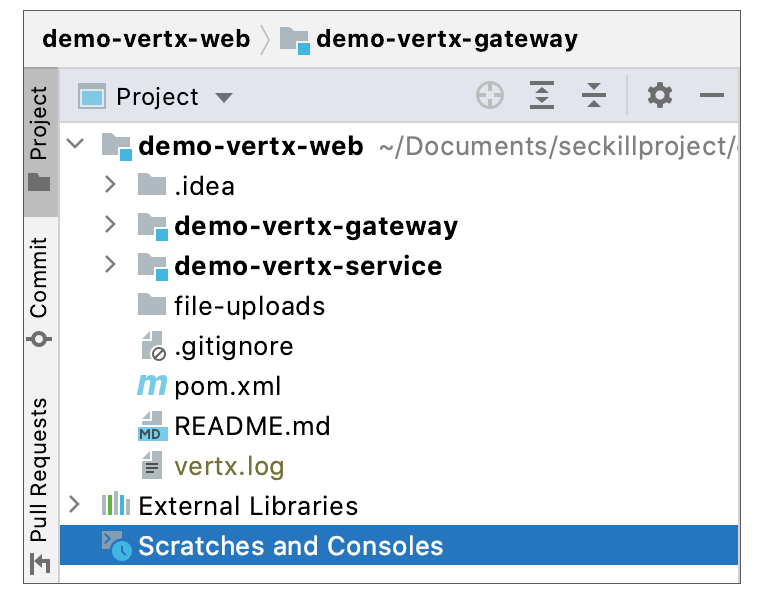 demo-vertx-web demo-vertx-gateway
Project
Project
demo-vertx-web ~/Documents/seckillproject/
.idea
demo-vertx-gateway
demo-vertx-service
file-uploads
.gitignore
m pom.xml
MD README.md
vertx.log
External Libraries
Scratches and Consoles
Commit
Pull Requests